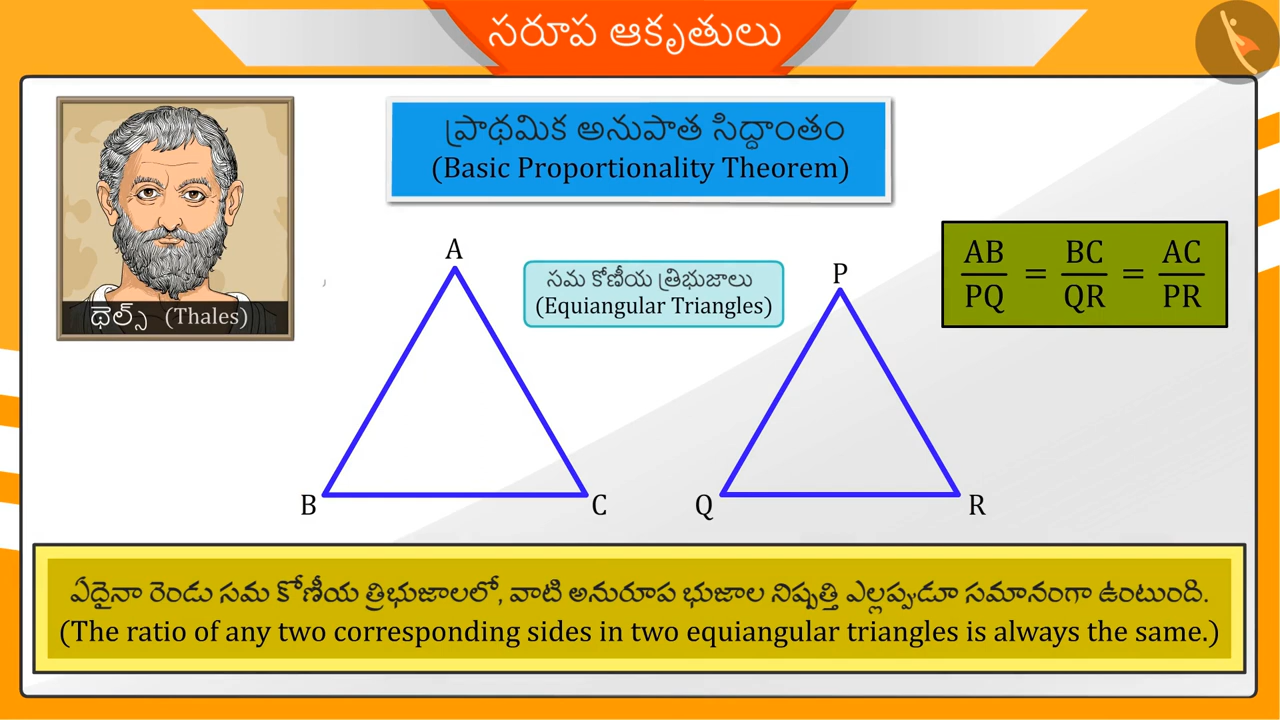 సరూప ఆకృతులు
ప్రాథమిక అనుపాత సిద్ధాంతం
(Basic Proportionality Theorem)
థెల్స్ (Thales)
A
B
C
సమ కోణీయ త్రిభుజాలు
(Equiangular Triangles)
P
Q
R
AB/PQ = BC/QR = AC/PR
ఏదైనా రెండు సమ కోణీయ త్రిభుజాలలో, వాటి అనురూప భుజాల నిష్పత్తి ఎల్లప్పుడూ సమానంగా ఉంటుంది.
(The ratio of any two corresponding sides in two equiangular triangles is always the same.)